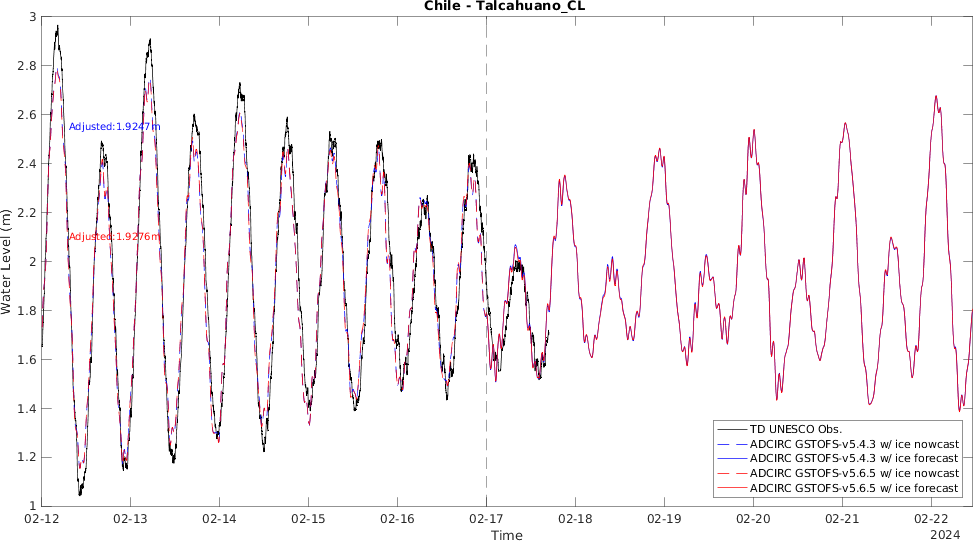 Chile - Talcahuano_CL
3
2.8
2.6
2.4
2.2
2
1.8
1.6
1.4
1.2
1
Water Level (m)
Adjusted:1.9247m
Adjusted:1.9276m
TD UNESCO Obs.
ADCIRC GSTOFS-v5.4.3 w/ ice nowcast
ADCIRC GSTOFS-v5.4.3 w/ ice forecast
ADCIRC GSTOFS-v5.6.5 w/ ice nowcast
ADCIRC GSTOFS-v5.6.5 w/ ice forecast
02-12 02-13 02-14 02-15 02-16 02-17 02-18 02-19 02-20 02-21 02-22
Time 2024